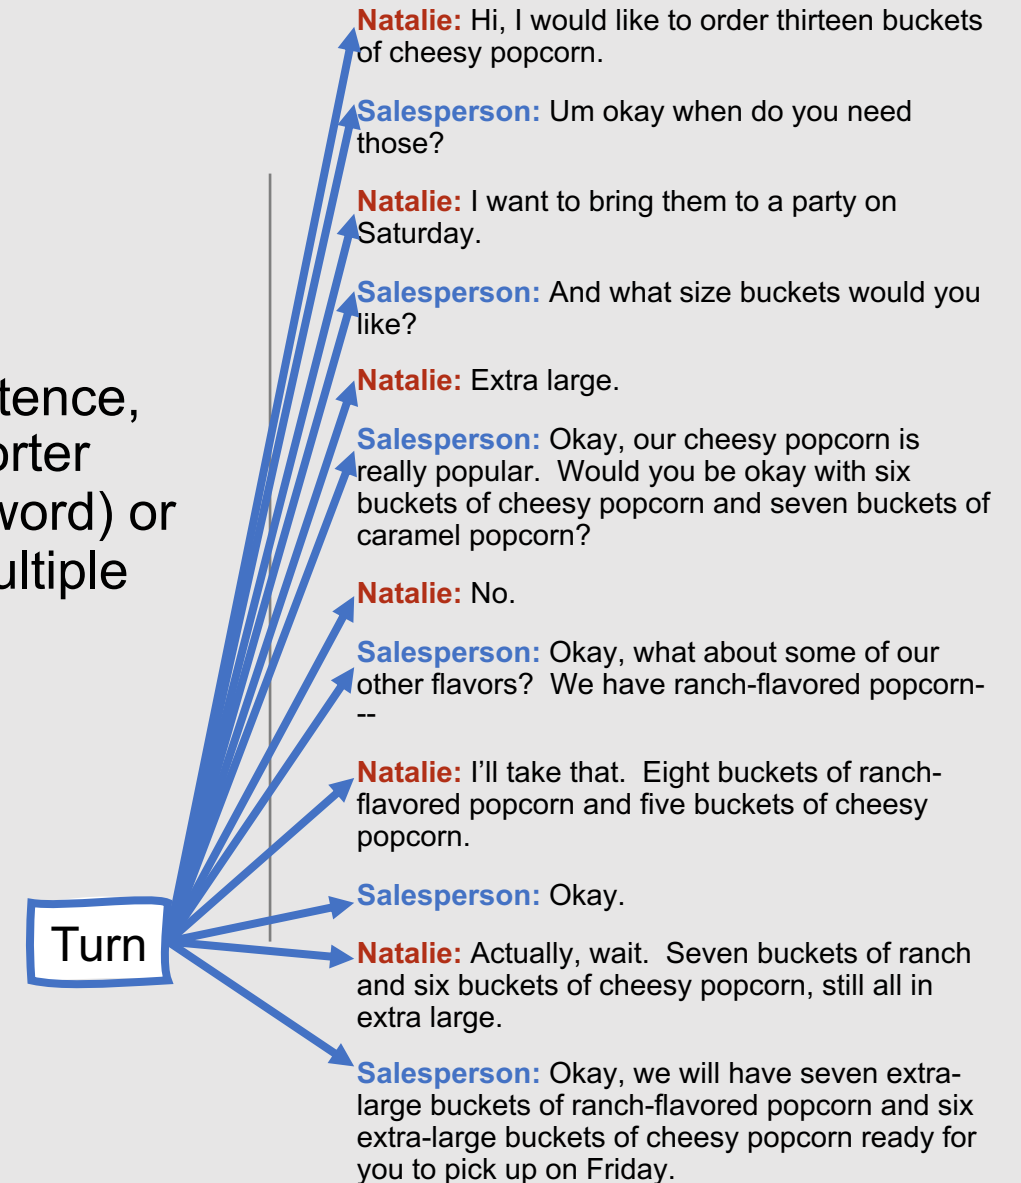 tence,
orter
word) or
ultiple
Turn
Natalie: Hi, I would like to order thirteen buckets
of cheesy popcorn.
Salesperson: Um okay when do you need
those?
Natalie: I want to bring them to a party on
Saturday.
Salesperson: And what size buckets would you
like?
Natalie: Extra large.
Salesperson: Okay, our cheesy popcorn is
really popular.  Would you be okay with six
buckets of cheesy popcorn and seven buckets of
caramel popcorn?
Natalie: No.
Salesperson: Okay, what about some of our
other flavors?  We have ranch-flavored popcorn-
--
Natalie: I’ll take that.  Eight buckets of ranch-
flavored popcorn and five buckets of cheesy
popcorn.
Salesperson: Okay.
Natalie: Actually, wait.  Seven buckets of ranch
and six buckets of cheesy popcorn, still all in
extra large.
Salesperson: Okay, we will have seven extra-
large buckets of ranch-flavored popcorn and six
extra-large buckets of cheesy popcorn ready for
you to pick up on Friday.